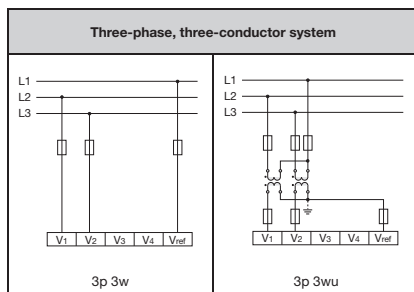 Three-phase, three-conductor system
L1
L2
L3
V1 V2 V3 V4 Vref
3p 3w
L1
L2
L3
V1 V2 V3 V4 Vref
3p 3wu